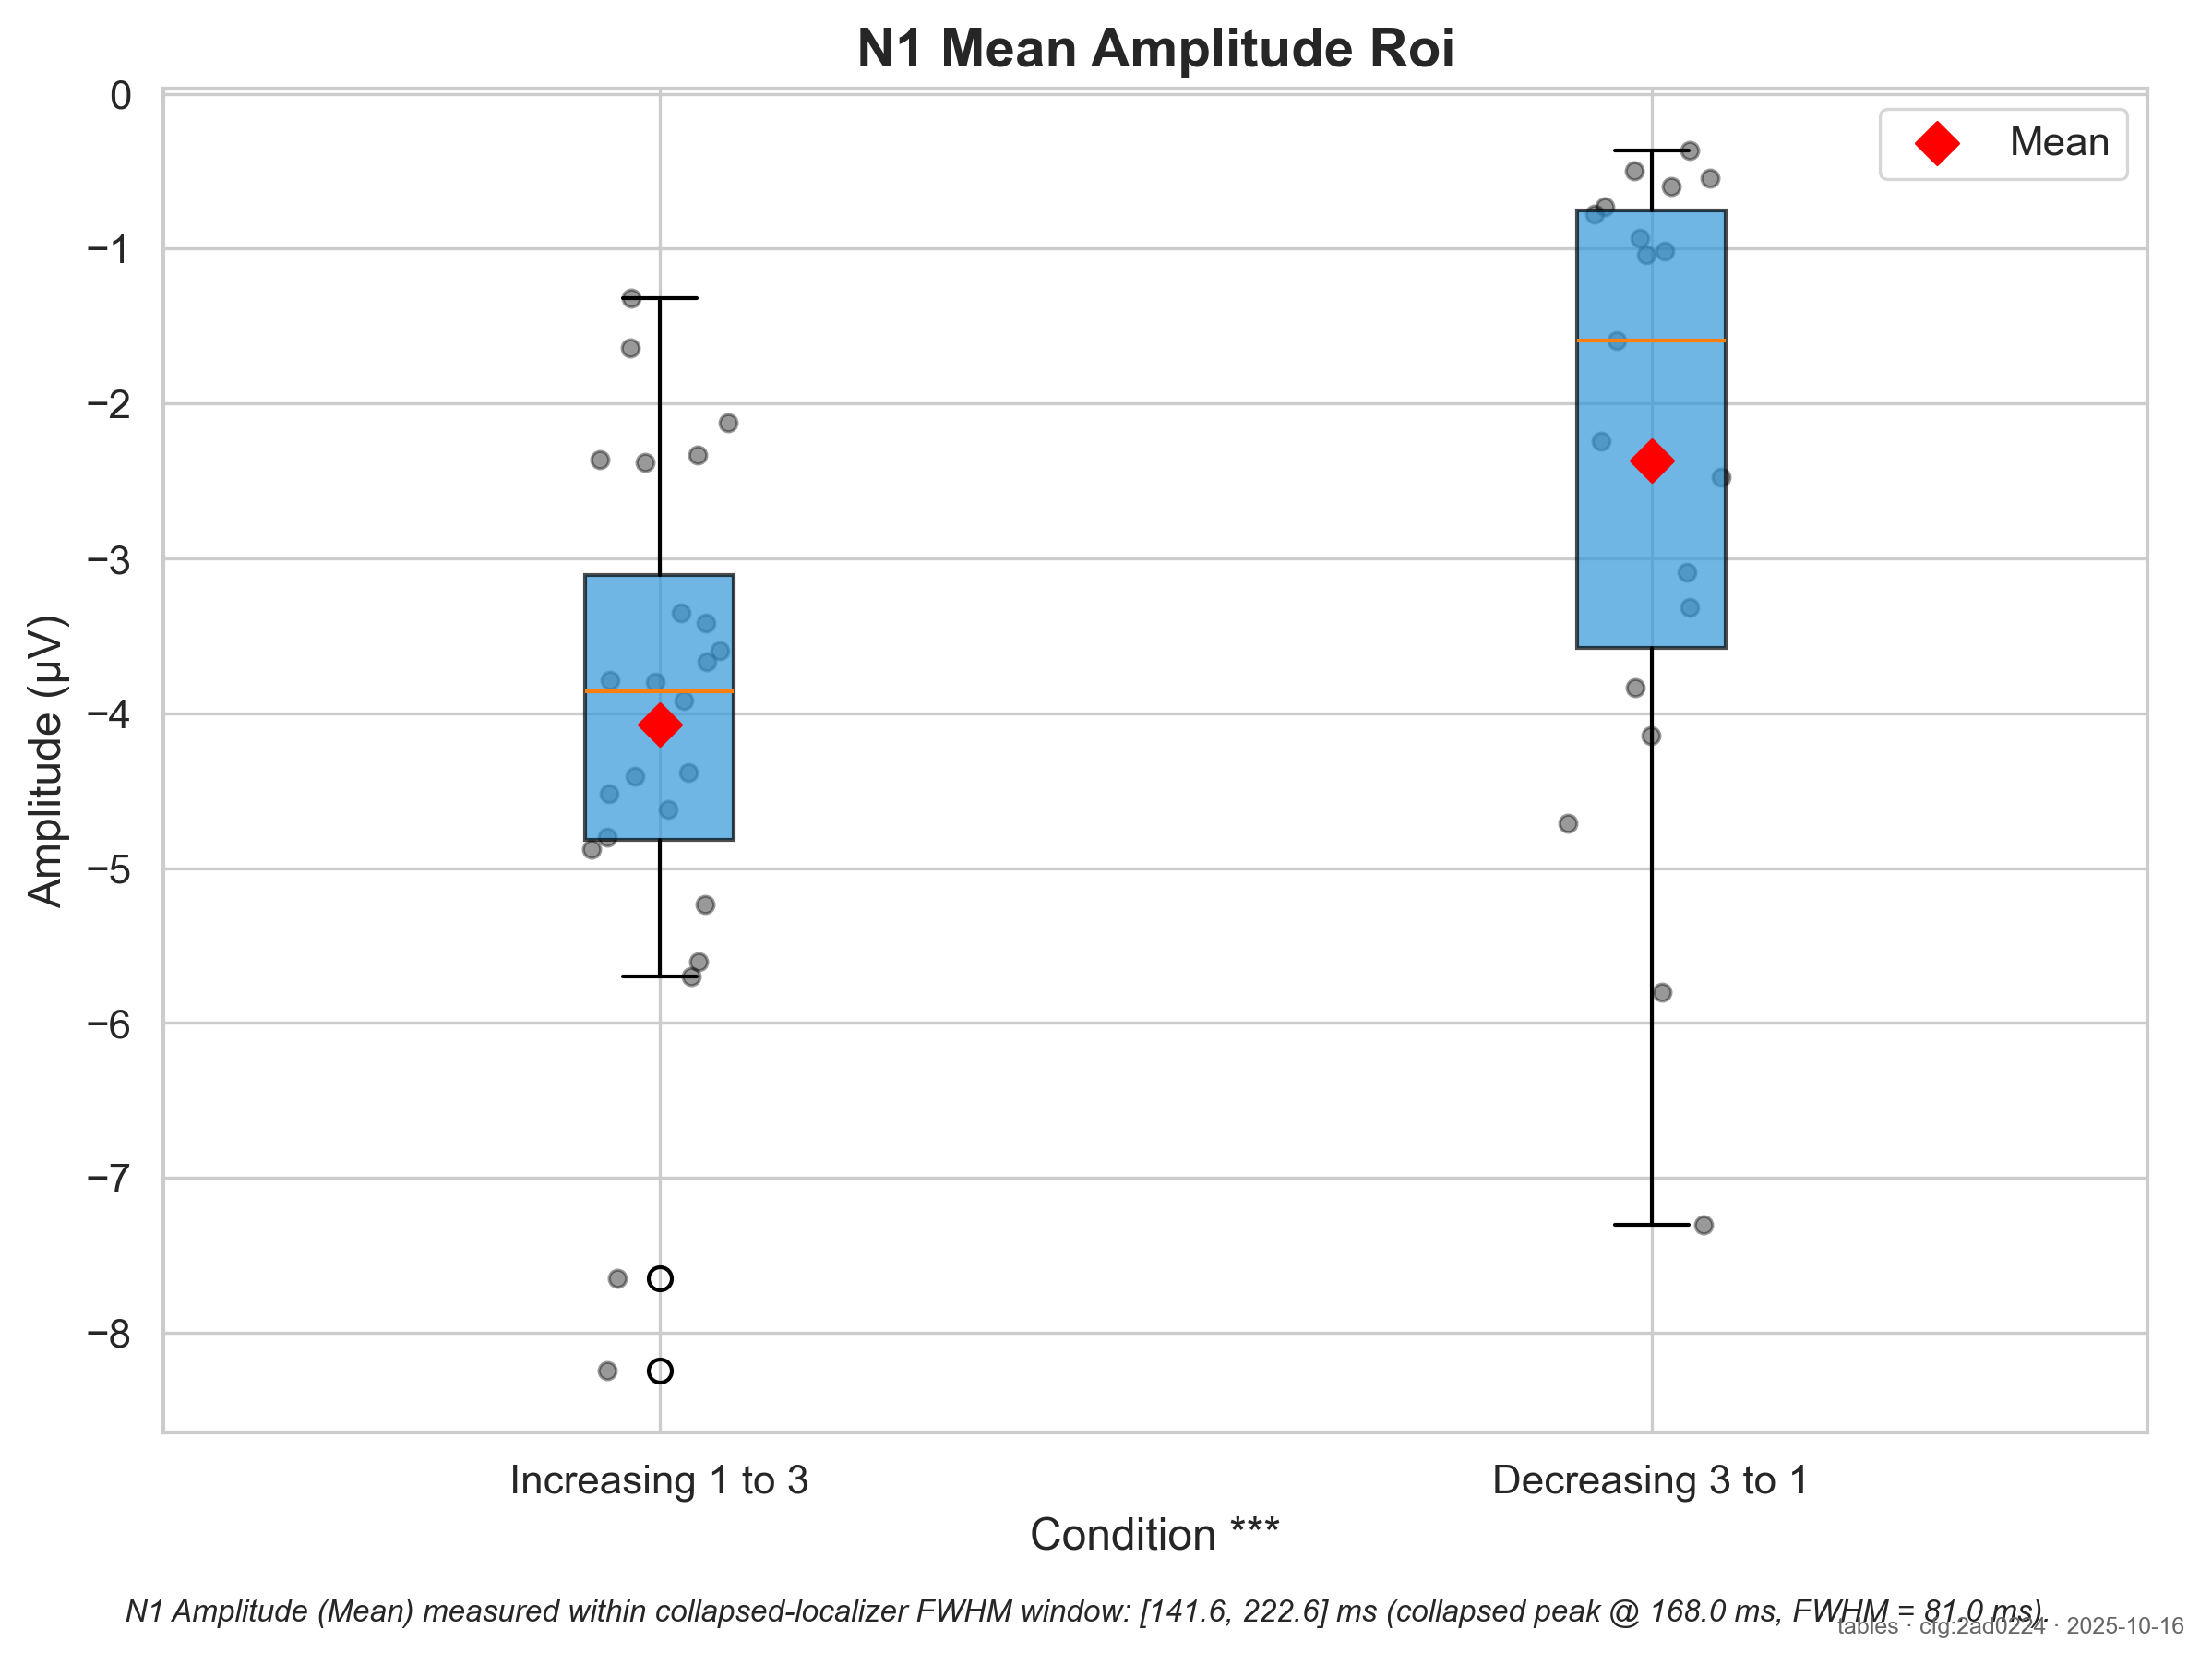 N1 Mean Amplitude Roi
Mean
0
−1
−2
−3
−4
−5
−6
−7
−8
Amplitude (µV)
Increasing 1 to 3
Decreasing 3 to 1
Condition ***
N1 Amplitude (Mean) measured within collapsed-localizer FWHM window: [141.6, 222.6] ms (collapsed peak @ 168.0 ms, FWHM = 81.0 ms).
tables · cfg:2ad0224 · 2025-10-16